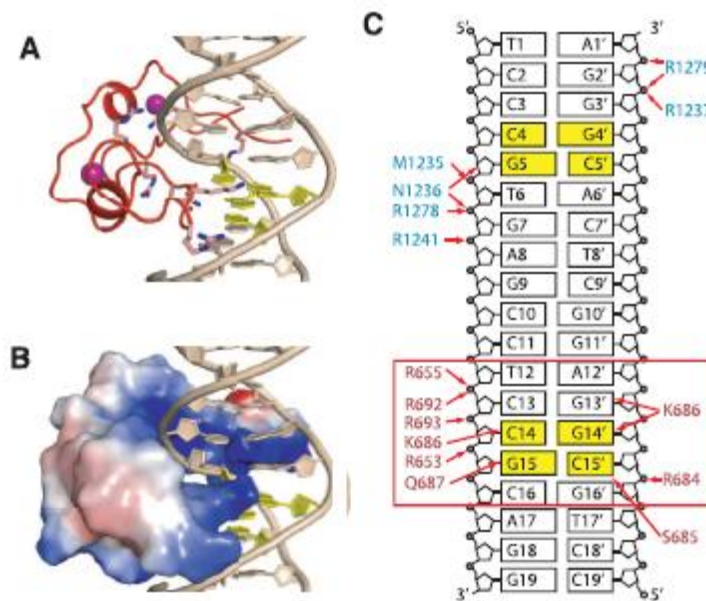 A
B
C
5' 3'
T1 A1'
C2 G2'
R1279
C3 G3'
R1237
C4 G4'
M1235
G5 C5'
N1236
T6 A6'
R1278
G7 C7'
R1241
A8 T8'
G9 C9'
C10 G10'
C11 G11'
R655
T12 A12'
R692
C13 G13'
R693
K686
K686
C14 G14'
R653
G15 C15'
Q687
R684
C16 G16'
S685
A17 T17'
G18 C18'
G19 C19'
3' 5'